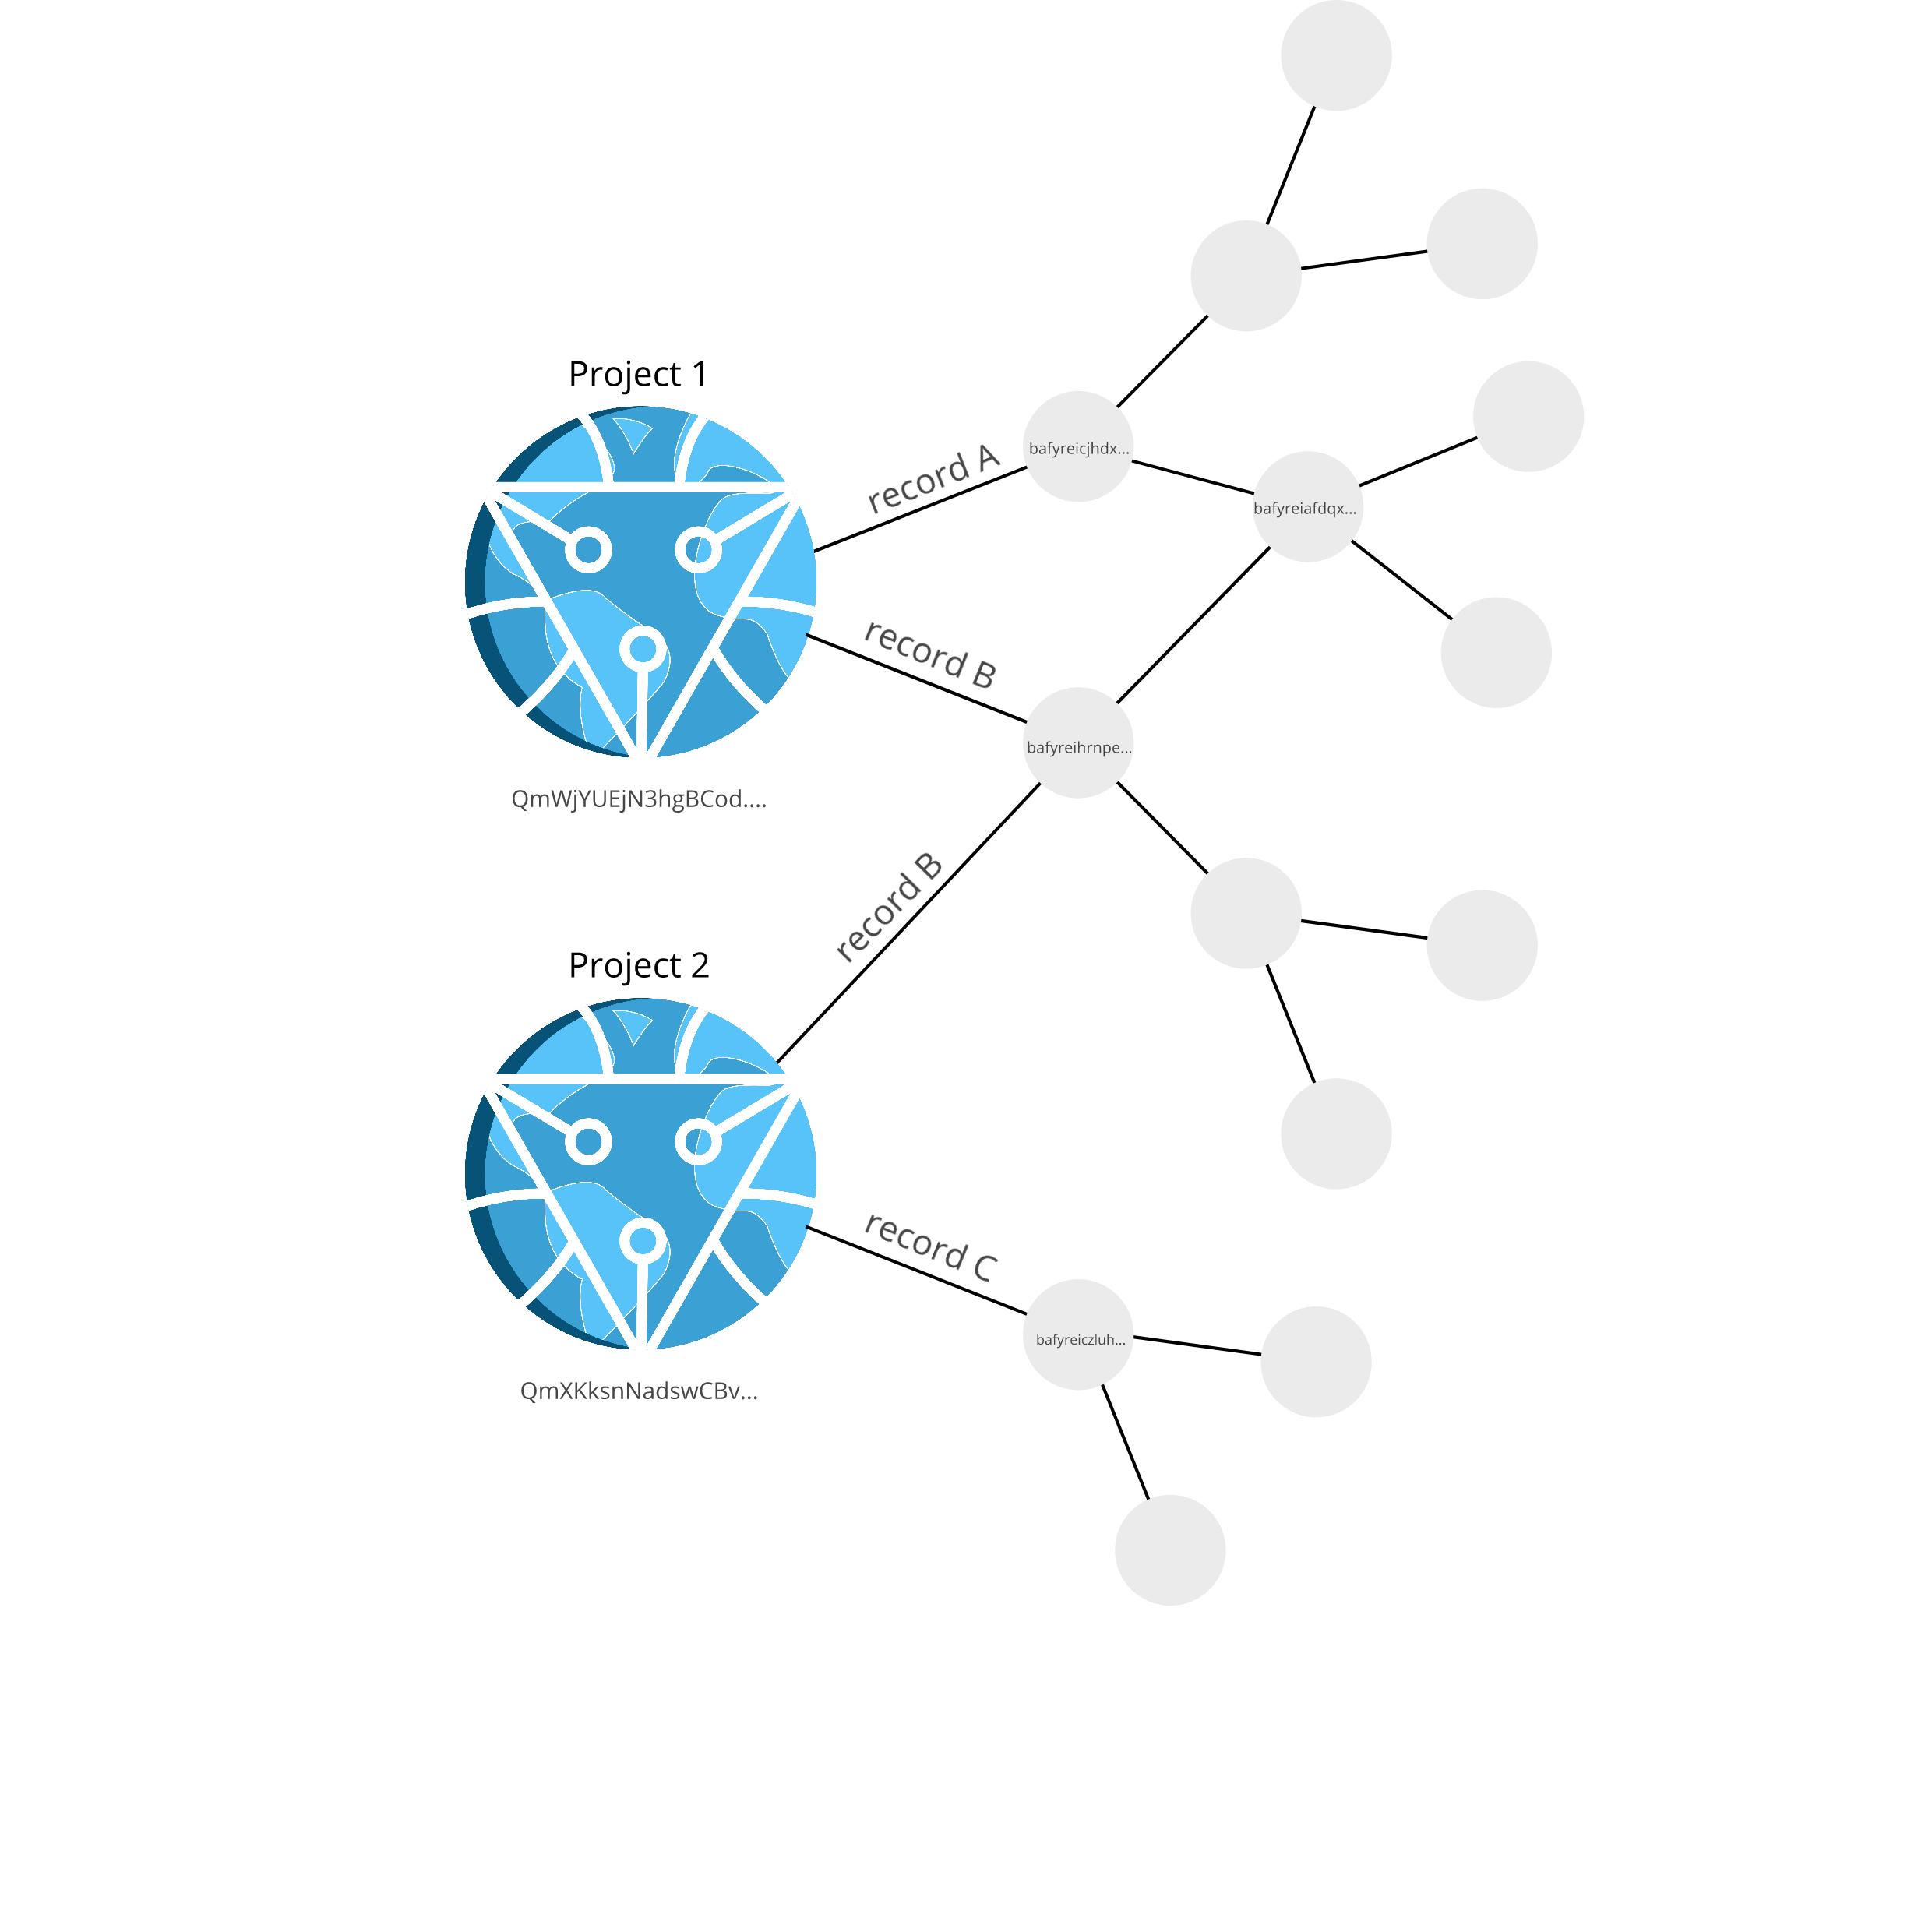 Project 1
record A
bafyreicjhdx...
bafyreiafdqx...
record B
bafyreihrnpe...
QmWjYUEjN3hgBCod....
record B
Project 2
record C
bafyreiczluh...
QmXKksnNadswCBv...